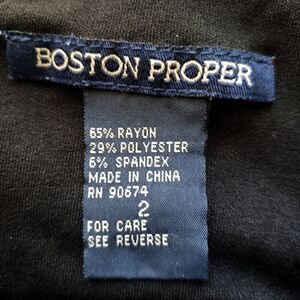 BOSTON PROPER
65% RAYON
29% POLYESTER
6% SPANDEX
MADE IN CHINA
RN 90674
2
FOR CARE
SEE REVERSE